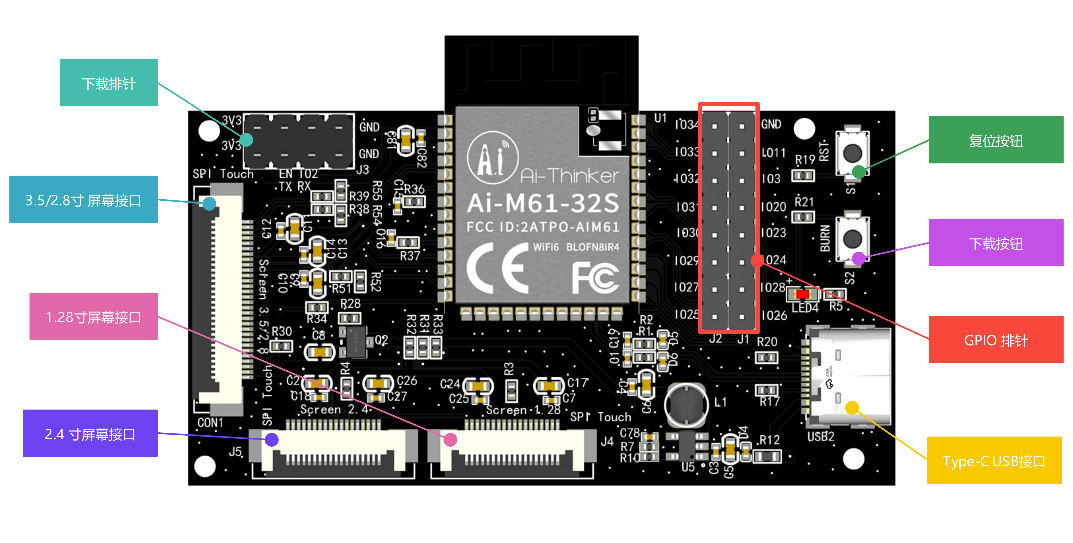 下载排针
3.5/2.8寸 屏幕接口
1.28寸屏幕接口
2.4 寸屏幕接口
复位按钮
下载按钮
GPIO 排针
Type-C USB接口
3V3
3V3
GND
GND
J3
SPI Touch
EN IO2
TX RX
C81
C82
U1
Ai-Thinker
Ai-M61-32S
FCC ID:2ATPO-AIM61
WiFi6 BLOFN8IR4
CE
FC
IO34
IO33
IO32
IO31
IO30
IO29
IO27
IO25
GND
IO11
IO3
IO20
IO23
IO24
IO28
IO26
J2
J1
RST
S1
R19
R21
BURN
S2
LED4
R5
R20
R17
USB2
R12
C12
C1
C14
C13
C10
R39
R38
R36
R37
R51
R52
R34
R28
R30
Q2
R32
R31
R33
R4
C26
C27
C18
Screen 3.5/2.8
SPI Touch
CON1
Screen 2.4
J5
C24
C25
R3
C17
C7
Screen 1.28
SPI Touch
J4
R2
R1
C19
D1
D5
D6
C6
L1
C78
R7
R10
U5
C3